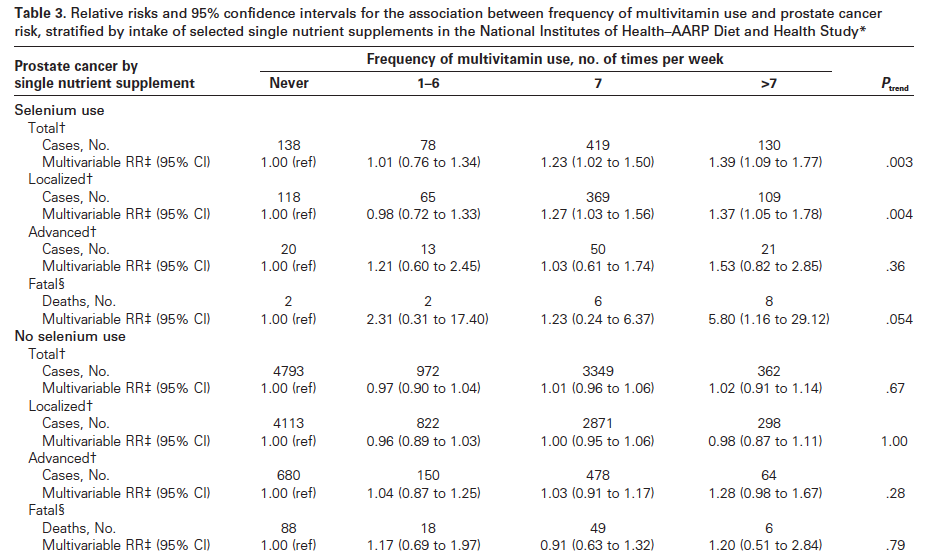 Table 3. Relative risks and 95% confidence intervals for the association between frequency of multivitamin use and prostate cancer
risk, stratified by intake of selected single nutrient supplements in the National Institutes of Health–AARP Diet and Health Study*
Prostate cancer by single nutrient supplement
Frequency of multivitamin use, no. of times per week
Never 1–6 7 >7 Ptrend
Selenium use
Total†
Cases, No. 138 78 419 130
Multivariable RR‡ (95% CI) 1.00 (ref) 1.01 (0.76 to 1.34) 1.23 (1.02 to 1.50) 1.39 (1.09 to 1.77) .003
Localized†
Cases, No. 118 65 369 109
Multivariable RR‡ (95% CI) 1.00 (ref) 0.98 (0.72 to 1.33) 1.27 (1.03 to 1.56) 1.37 (1.05 to 1.78) .004
Advanced†
Cases, No. 20 13 50 21
Multivariable RR‡ (95% CI) 1.00 (ref) 1.21 (0.60 to 2.45) 1.03 (0.61 to 1.74) 1.53 (0.82 to 2.85) .36
Fatal§
Deaths, No. 2 2 6 8
Multivariable RR‡ (95% CI) 1.00 (ref) 2.31 (0.31 to 17.40) 1.23 (0.24 to 6.37) 5.80 (1.16 to 29.12) .054
No selenium use
Total†
Cases, No. 4793 972 3349 362
Multivariable RR‡ (95% CI) 1.00 (ref) 0.97 (0.90 to 1.04) 1.01 (0.96 to 1.06) 1.02 (0.91 to 1.14) .67
Localized†
Cases, No. 4113 822 2871 298
Multivariable RR‡ (95% CI) 1.00 (ref) 0.96 (0.89 to 1.03) 1.00 (0.95 to 1.06) 0.98 (0.87 to 1.11) 1.00
Advanced†
Cases, No. 680 150 478 64
Multivariable RR‡ (95% CI) 1.00 (ref) 1.04 (0.87 to 1.25) 1.03 (0.91 to 1.17) 1.28 (0.98 to 1.67) .28
Fatal§
Deaths, No. 88 18 49 6
Multivariable RR‡ (95% CI) 1.00 (ref) 1.17 (0.69 to 1.97) 0.91 (0.63 to 1.32) 1.20 (0.51 to 2.84) .79